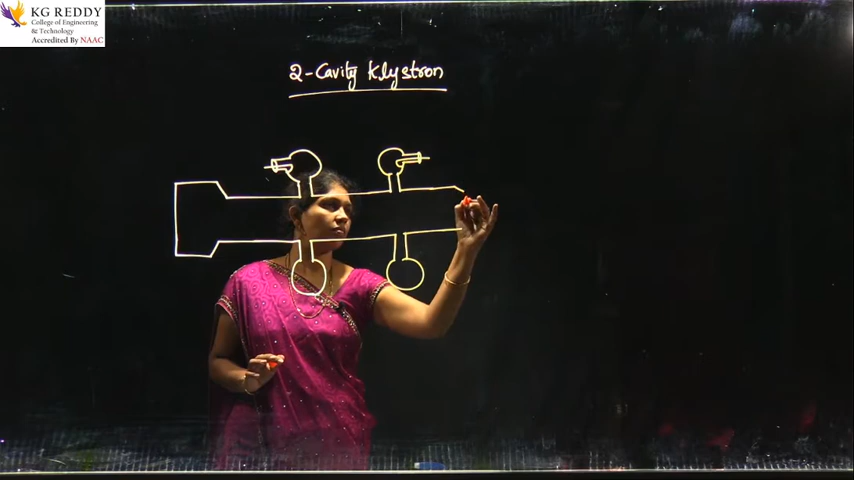 KG REDDY
College of Engineering
& Technology
Accredited By NAAC
2-Cavity Klystron